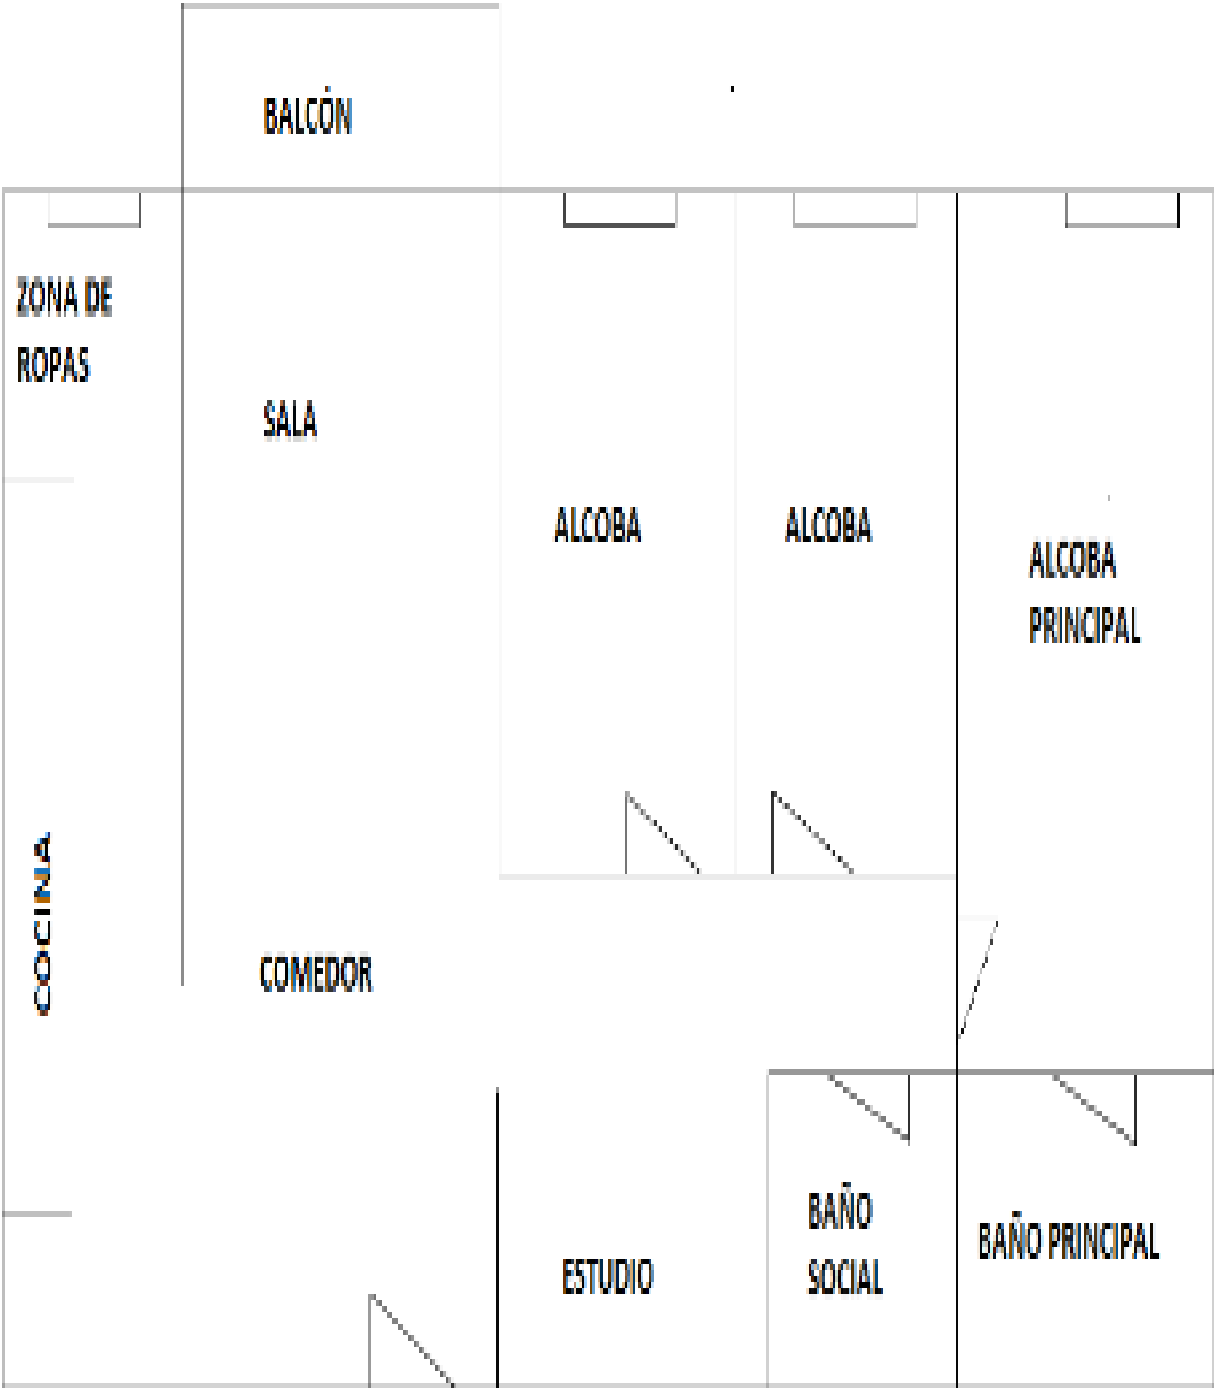 BALCÓN
ZONA DE
ROPAS
SALA
ALCOBA
ALCOBA
ALCOBA
PRINCIPAL
COCINA
COMEDOR
ESTUDIO
BAÑO
SOCIAL
BAÑO PRINCIPAL